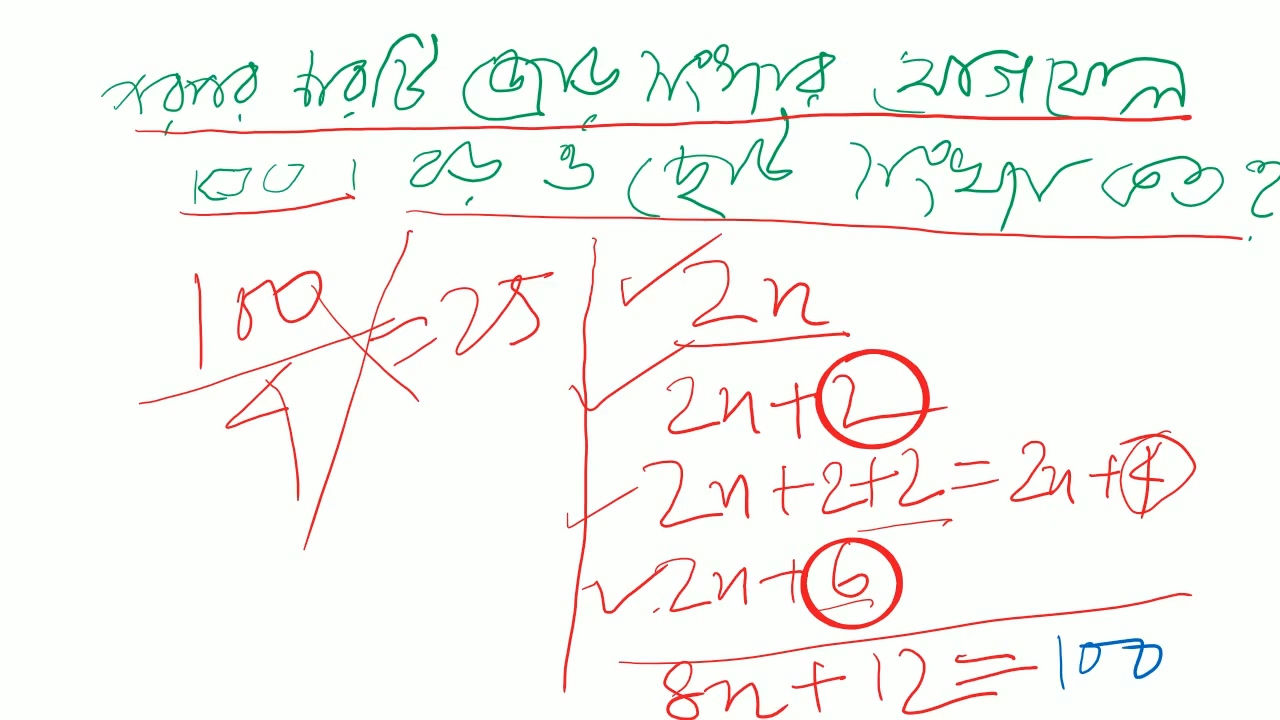 পরপর চারটি জোড় সংখ্যার যোগফল
১০০। বড় ও ছোট সংখ্যা কত?
100
4
= 25
2n
2n+2
2n+2+2 = 2n+4
2n+6
8n+12 = 100